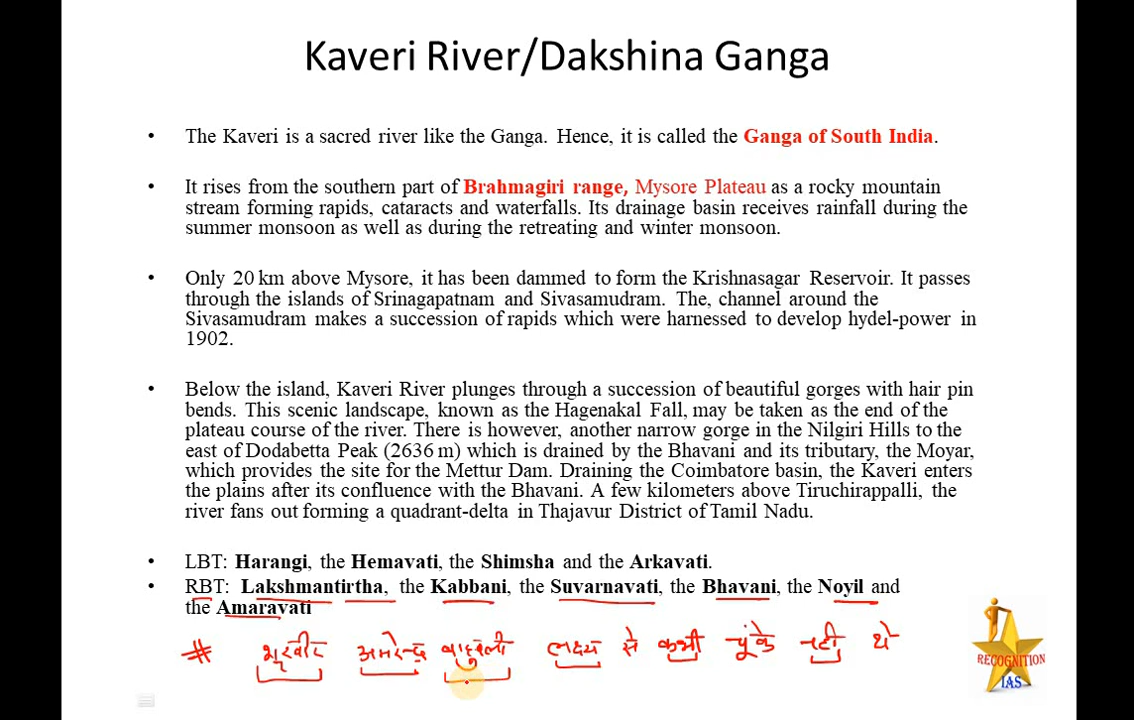 Kaveri River/Dakshina Ganga
• The Kaveri is a sacred river like the Ganga. Hence, it is called the Ganga of South India.
• It rises from the southern part of Brahmagiri range, Mysore Plateau as a rocky mountain
stream forming rapids, cataracts and waterfalls. Its drainage basin receives rainfall during the
summer monsoon as well as during the retreating and winter monsoon.
• Only 20 km above Mysore, it has been dammed to form the Krishnasagar Reservoir. It passes
through the islands of Srinagapatnam and Sivasamudram. The, channel around the
Sivasamudram makes a succession of rapids which were harnessed to develop hydel-power in
1902.
• Below the island, Kaveri River plunges through a succession of beautiful gorges with hair pin
bends. This scenic landscape, known as the Hagenakal Fall, may be taken as the end of the
plateau course of the river. There is however, another narrow gorge in the Nilgiri Hills to the
east of Dodabetta Peak (2636 m) which is drained by the Bhavani and its tributary, the Moyar,
which provides the site for the Mettur Dam. Draining the Coimbatore basin, the Kaveri enters
the plains after its confluence with the Bhavani. A few kilometers above Tiruchirappalli, the
river fans out forming a quadrant-delta in Thajavur District of Tamil Nadu.
• LBT: Harangi, the Hemavati, the Shimsha and the Arkavati.
• RBT: Lakshmantirtha, the Kabbani, the Suvarnavati, the Bhavani, the Noyil and
the Amaravati
# अमरेन्द्र बाहुबली लक्ष्य से कभी चूके नही थे
RECOGNITION
IAS